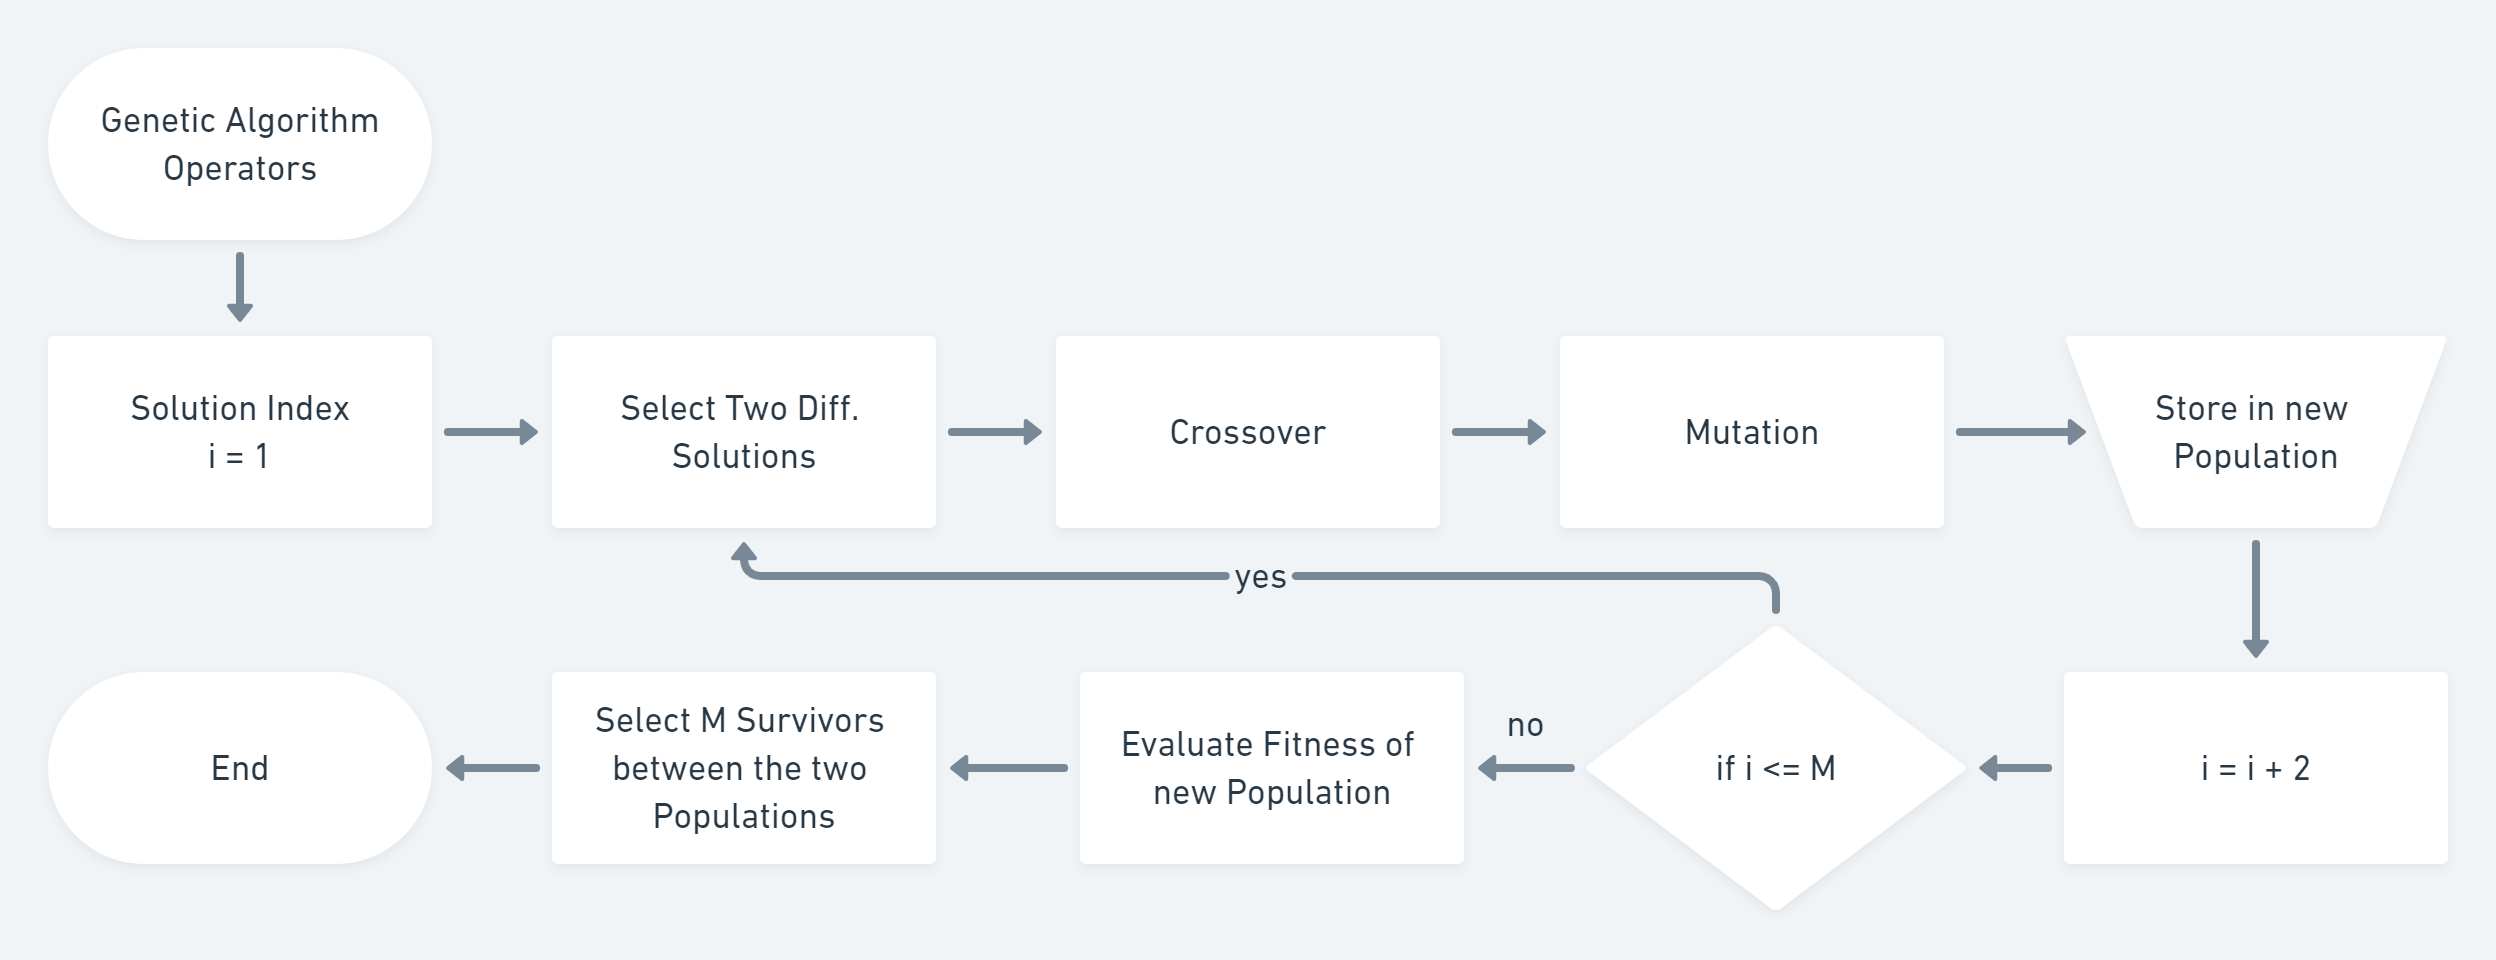 Genetic Algorithm
Operators
Solution Index
i = 1
Select Two Diff.
Solutions
Crossover
Mutation
Store in new
Population
yes
End
Select M Survivors
between the two
Populations
Evaluate Fitness of
new Population
no
if i <= M
i = i + 2